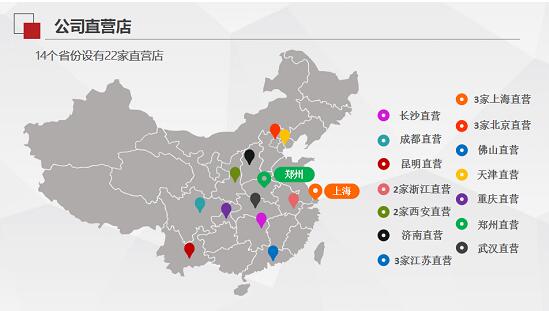 公司直营店
14个省份设有22家直营店
郑州
上海
长沙直营
成都直营
昆明直营
2家浙江直营
2家西安直营
济南直营
3家江苏直营
3家上海直营
3家北京直营
佛山直营
天津直营
重庆直营
郑州直营
武汉直营